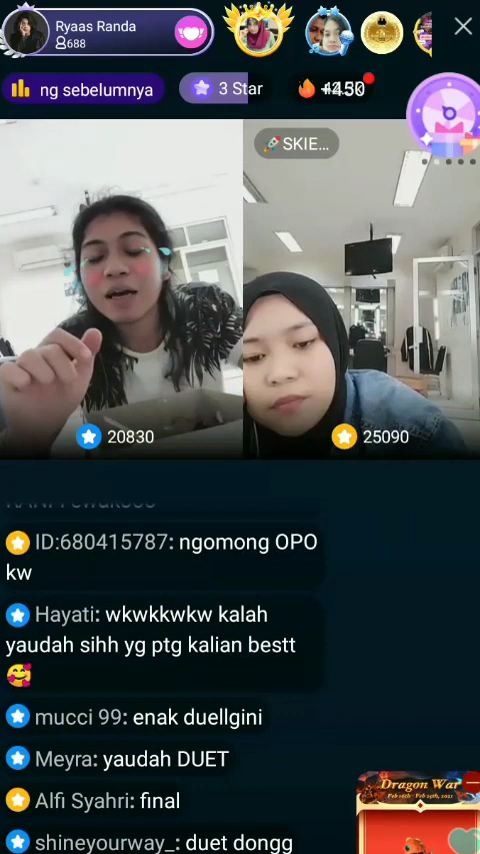 Ryaas Randa
688
ng sebelumnya
3 Star
SKIE...
20830
25090
ID:680415787: ngomong OPO
kw
Hayati: wkwkkwkw kalah
yaudah sihh yg ptg kalian bestt
mucci 99: enak duellgini
Meyra: yaudah DUET
Alfi Syahri: final
shineyourway_: duet dongg
Dragon War